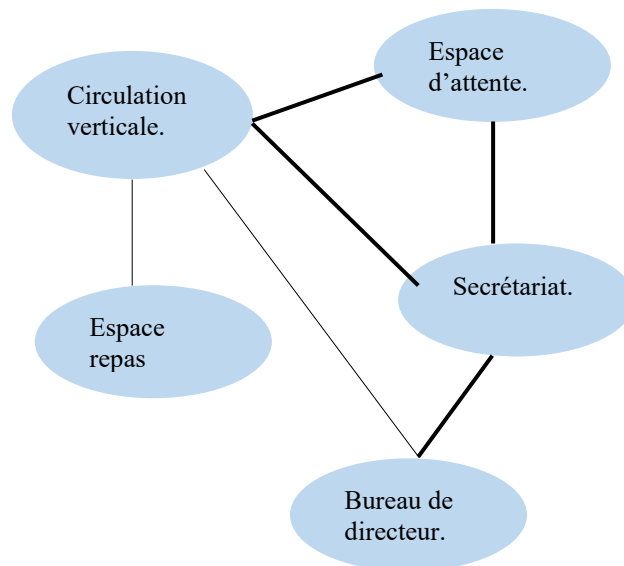 Circulation
verticale.
Espace
d’attente.
Secrétariat.
Espace
repas
Bureau de
directeur.